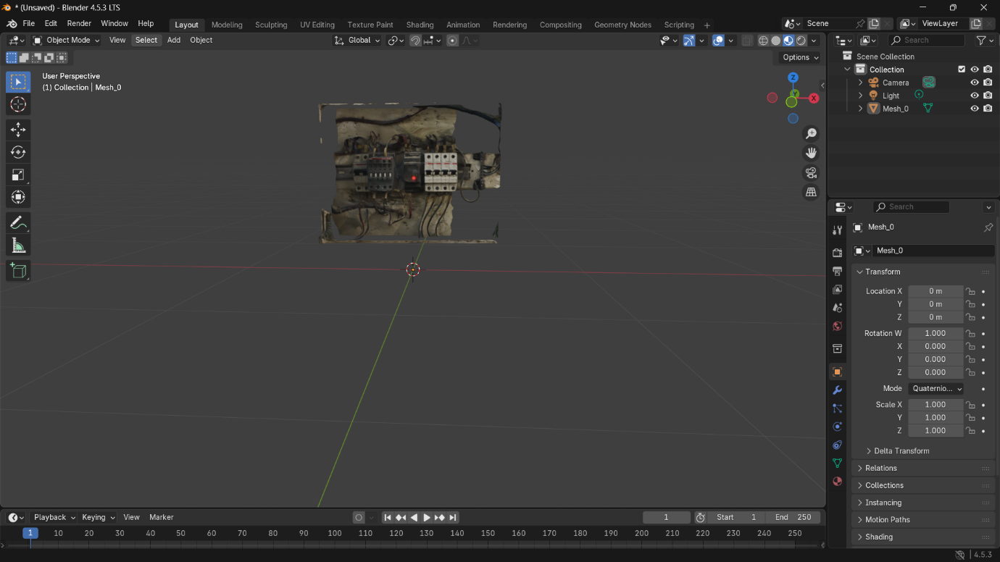 * (Unsaved) - Blender 4.5.3 LTS
File Edit Render Window Help
Layout Modeling Sculpting UV Editing Texture Paint Shading Animation Rendering Compositing Geometry Nodes Scripting +
Scene
ViewLayer
Object Mode View Select Add Object
Global
Search
Options
User Perspective
(1) Collection | Mesh_0
Z
Y
X
Scene Collection
Collection
Camera
Light
Mesh_0
Search
Mesh_0
Mesh_0
Transform
Location X 0 m
Y 0 m
Z 0 m
Rotation W 1.000
X 0.000
Y 0.000
Z 0.000
Mode Quaternio...
Scale X 1.000
Y 1.000
Z 1.000
Delta Transform
Relations
Collections
Instancing
Motion Paths
Shading
Playback Keying View Marker
1 Start 1 End 250
1 10 20 30 40 50 60 70 80 90 100 110 120 130 140 150 160 170 180 190 200 210 220 230 240 250
4.5.3